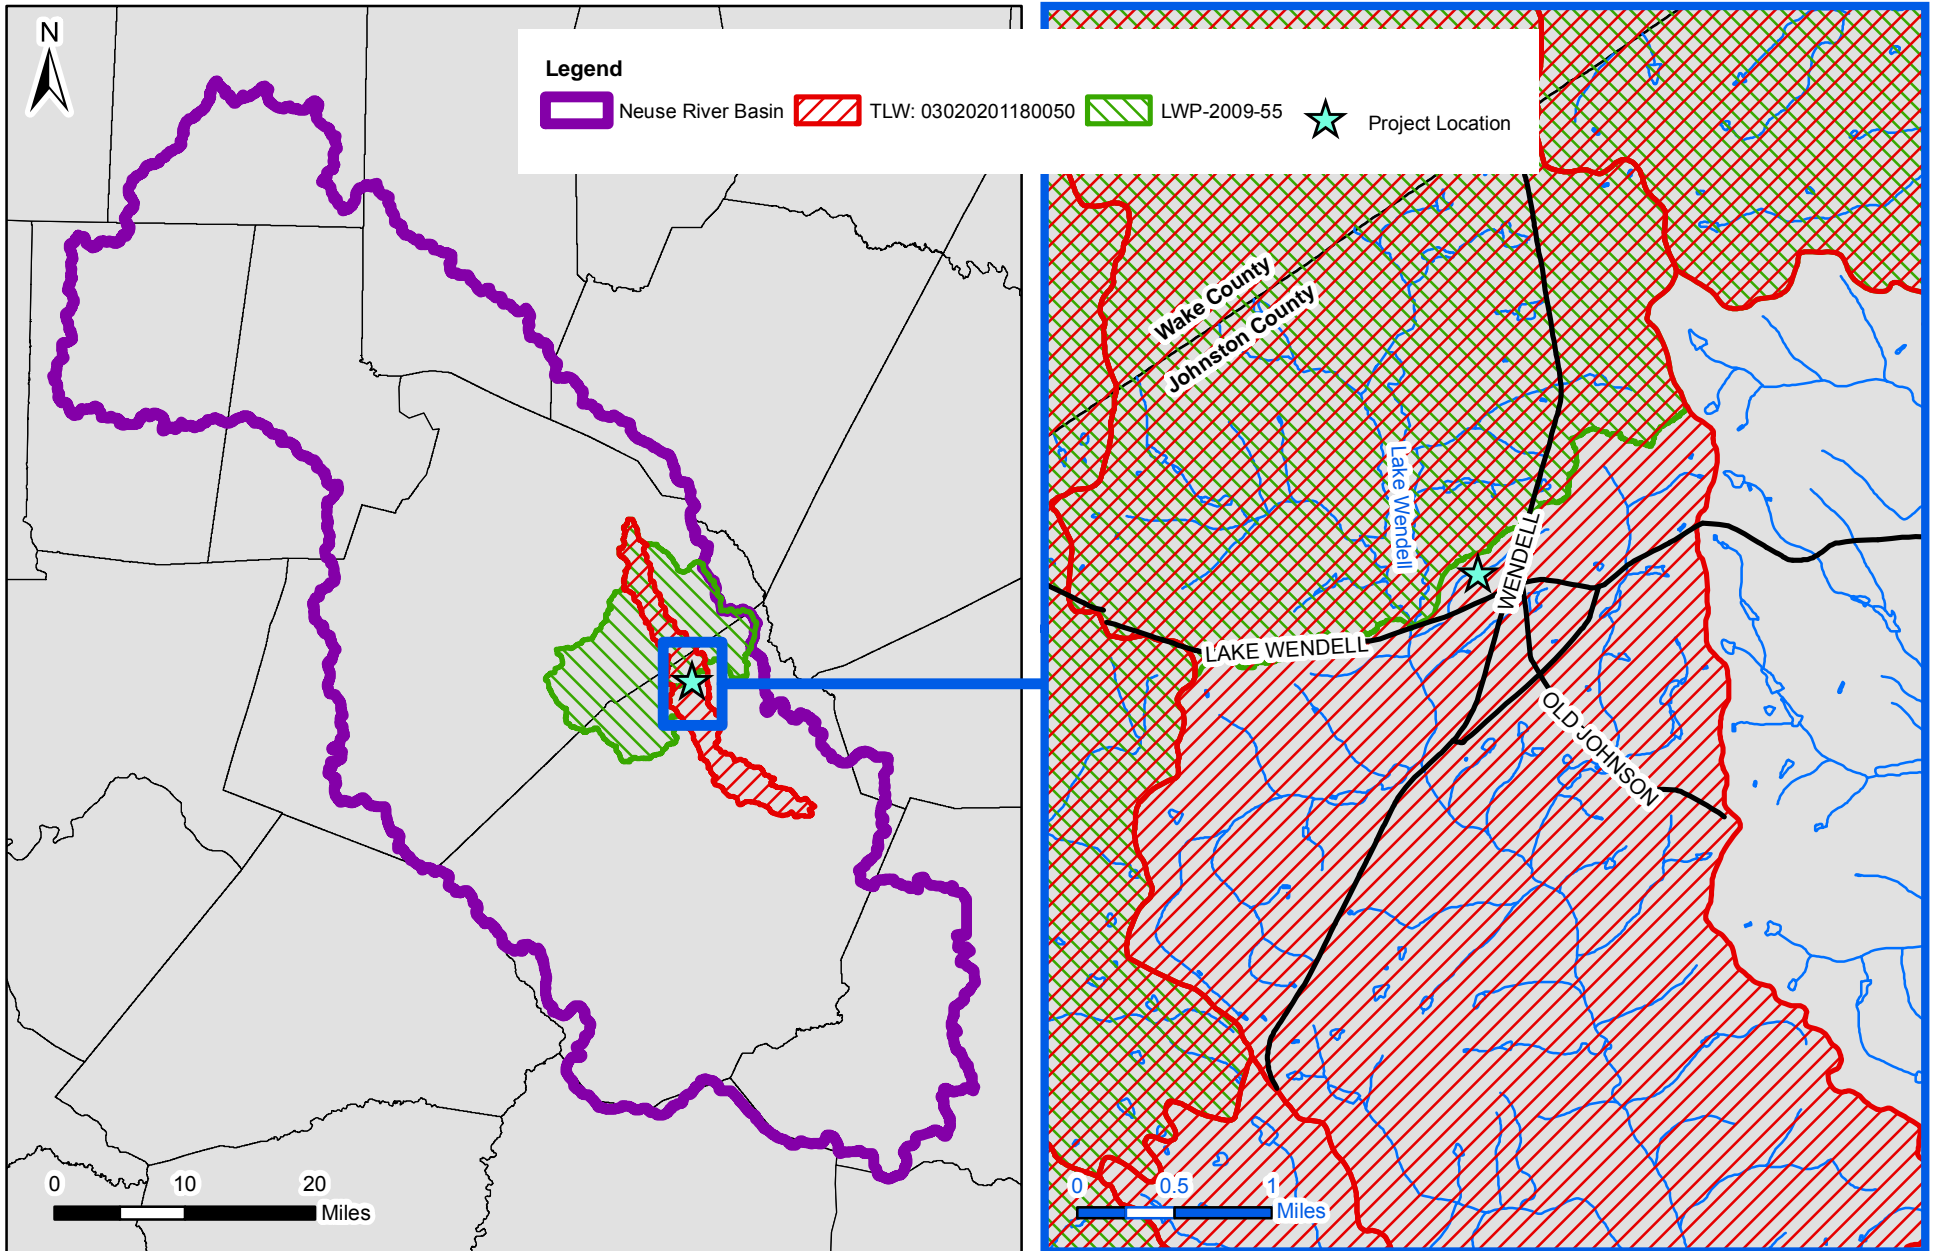 N
Legend
Neuse River Basin
TLW: 03020201180050
LWP-2009-55
Project Location
Wake County
Johnston County
Lake Wendell
WENDELL
LAKE WENDELL
OLD JOHNSON
0 10 20
Miles
0 0.5 1
Miles